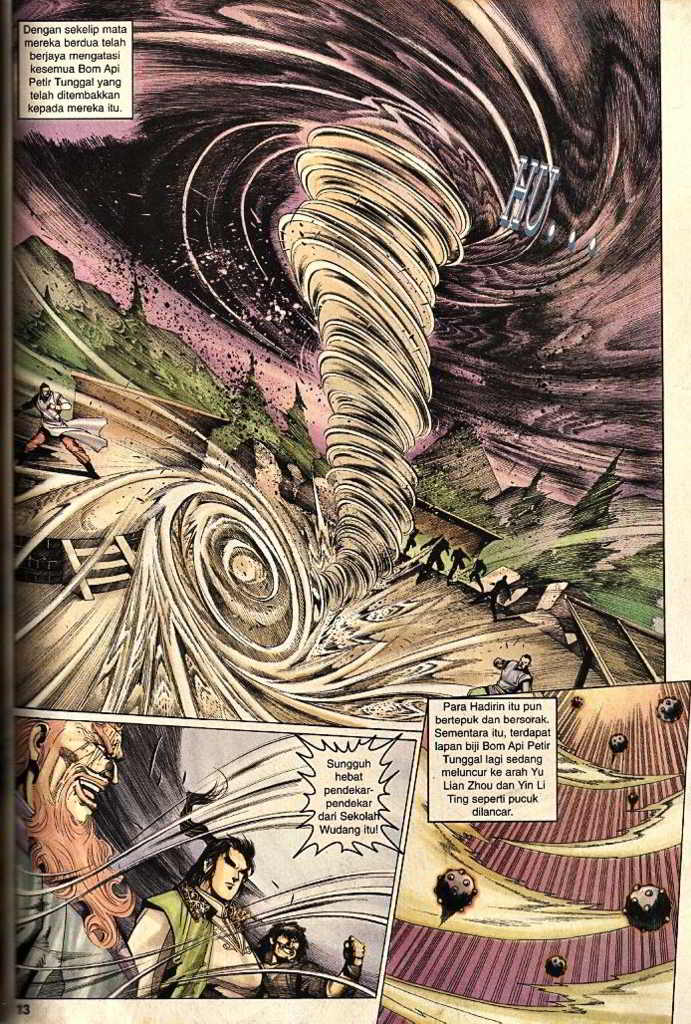 Dengan sekelip mata
mereka berdua telah
berjaya mengatasi
kesemua Bom Api
Petir Tunggal yang
telah ditembakkan
kepada mereka itu.
HU...
Para Hadirin itu pun
bertepuk dan bersorak.
Sementara itu, terdapat
lapan biji Bom Api Petir
Tunggal lagi sedang
meluncur ke arah Yu
Lian Zhou dan Yin Li
Ting seperti pucuk
dilancar.
Sungguh
hebat
pendekar-
pendekar
dari Sekolah
Wudang itu!
13